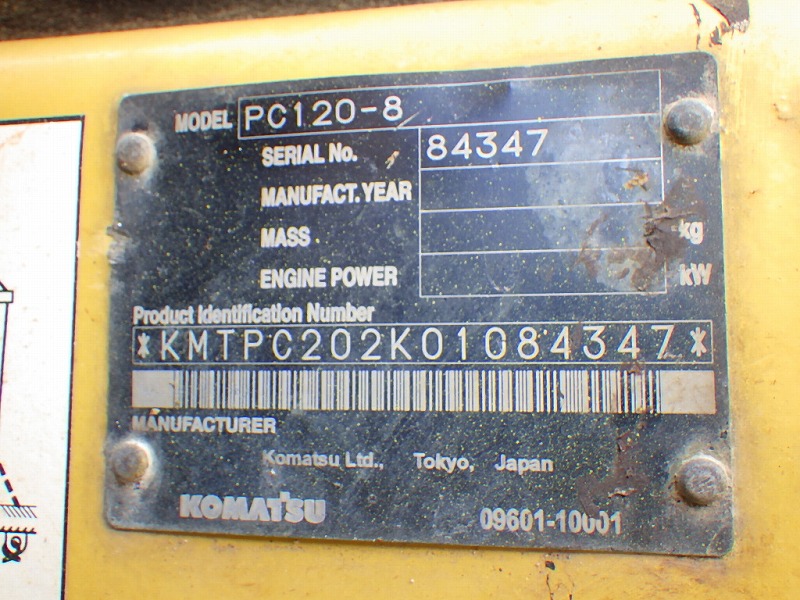 MODEL PC120-8
SERIAL No. 84347
MANUFACT. YEAR
MASS kg
ENGINE POWER kW
Product Identification Number
*KMTPC202K01084347*
MANUFACTURER
Komatsu Ltd., Tokyo, Japan
KOMATSU 09601-10001